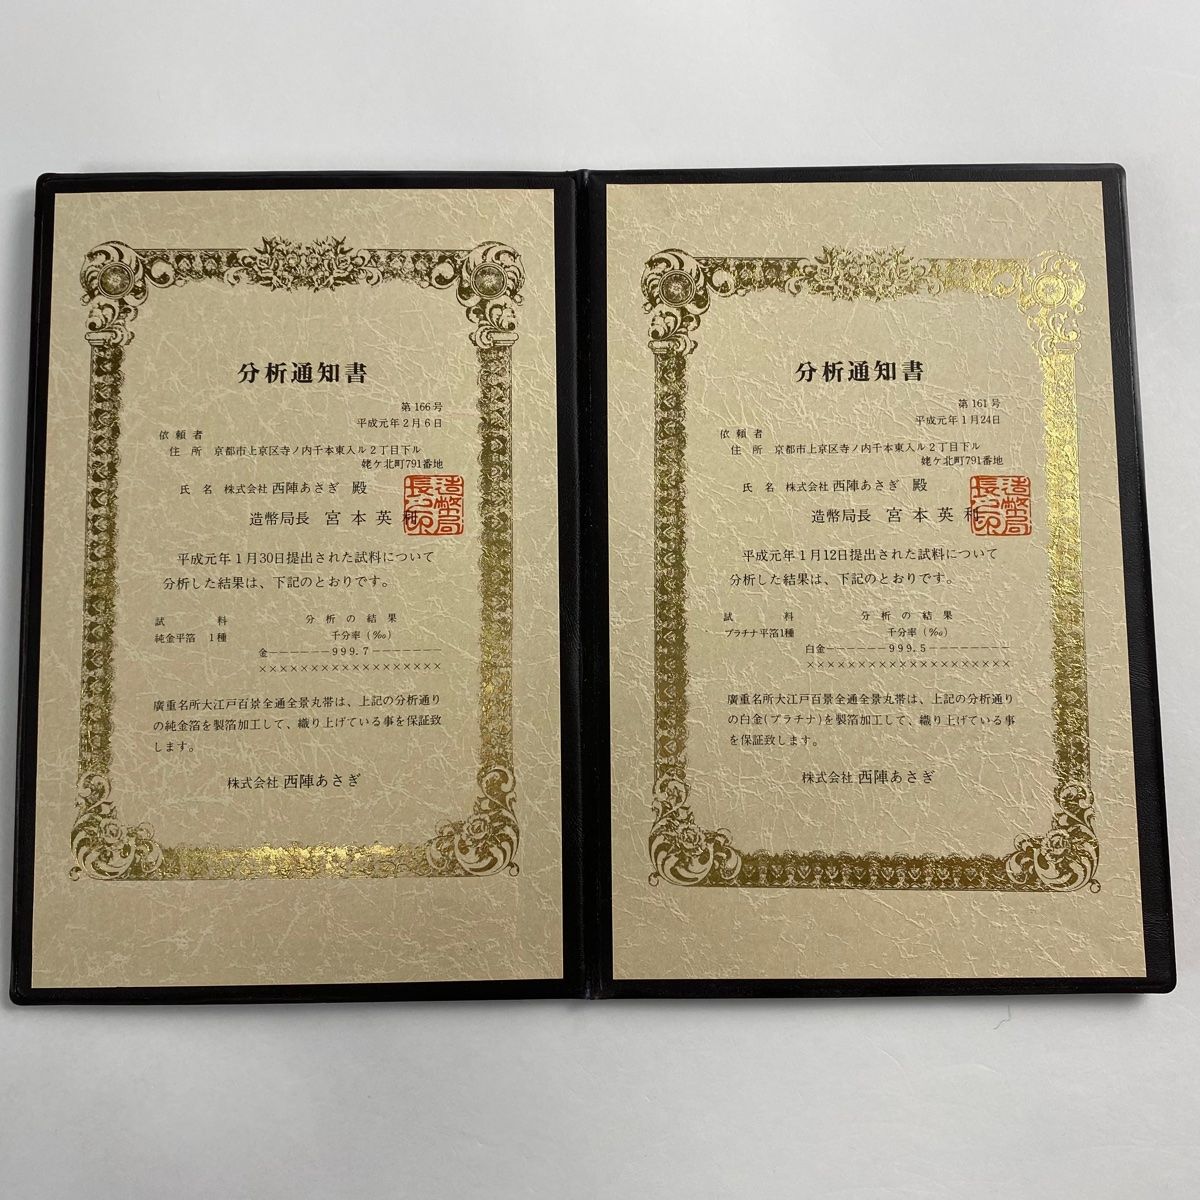 分析通知書
第166号
平成元年2月6日
依頼者
住所 京都市上京区寺ノ内千本東入ル2丁目下ル
姥ケ北町791番地
氏名 株式会社 西陣あさぎ 殿
造幣局長 宮本英利
造幣局長之印
平成元年1月30日提出された試料について
分析した結果は、下記のとおりです。
試料 分析の結果
純金平箔 1種 千分率(‰)
金――――――999.7―――――――
×××××××××××××××××
廣重名所大江戸百景全通全景丸帯は、上記の分析通り
の純金箔を製箔加工して、織り上げている事を保証致
します。
株式会社 西陣あさぎ
分析通知書
第161号
平成元年1月24日
依頼者
住所 京都市上京区寺ノ内千本東入ル2丁目下ル
姥ケ北町791番地
氏名 株式会社 西陣あさぎ 殿
造幣局長 宮本英利
造幣局長之印
平成元年1月12日提出された試料について
分析した結果は、下記のとおりです。
試料 分析の結果
プラチナ平箔1種 千分率(‰)
白金――――――999.5――――――――
×××××××××××××××××××
廣重名所大江戸百景全通全景丸帯は、上記の分析通り
の白金(プラチナ)を製箔加工して、織り上げている事
を保証致します。
株式会社 西陣あさぎ